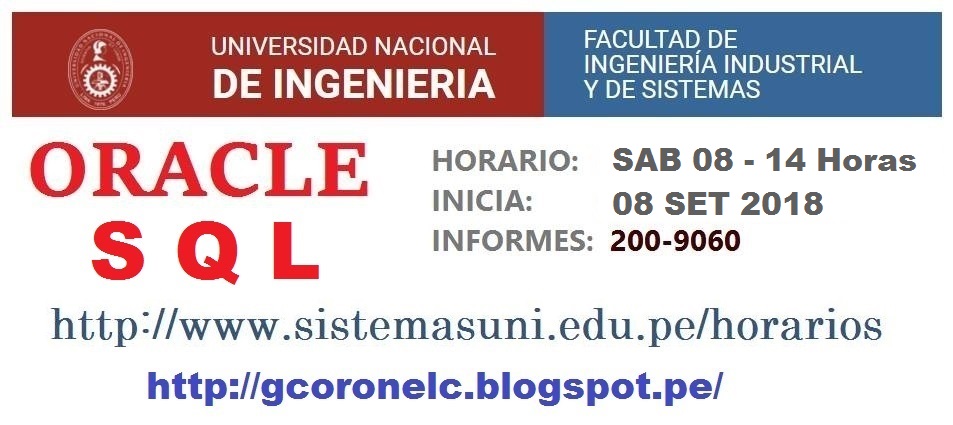 UNIVERSIDAD NACIONAL
DE INGENIERIA
FACULTAD DE
INGENIERÍA INDUSTRIAL
Y DE SISTEMAS
ORACLE
S Q L
HORARIO: SAB 08 - 14 Horas
INICIA: 08 SET 2018
INFORMES: 200-9060
http://www.sistemasuni.edu.pe/horarios
http://gcoronelc.blogspot.pe/